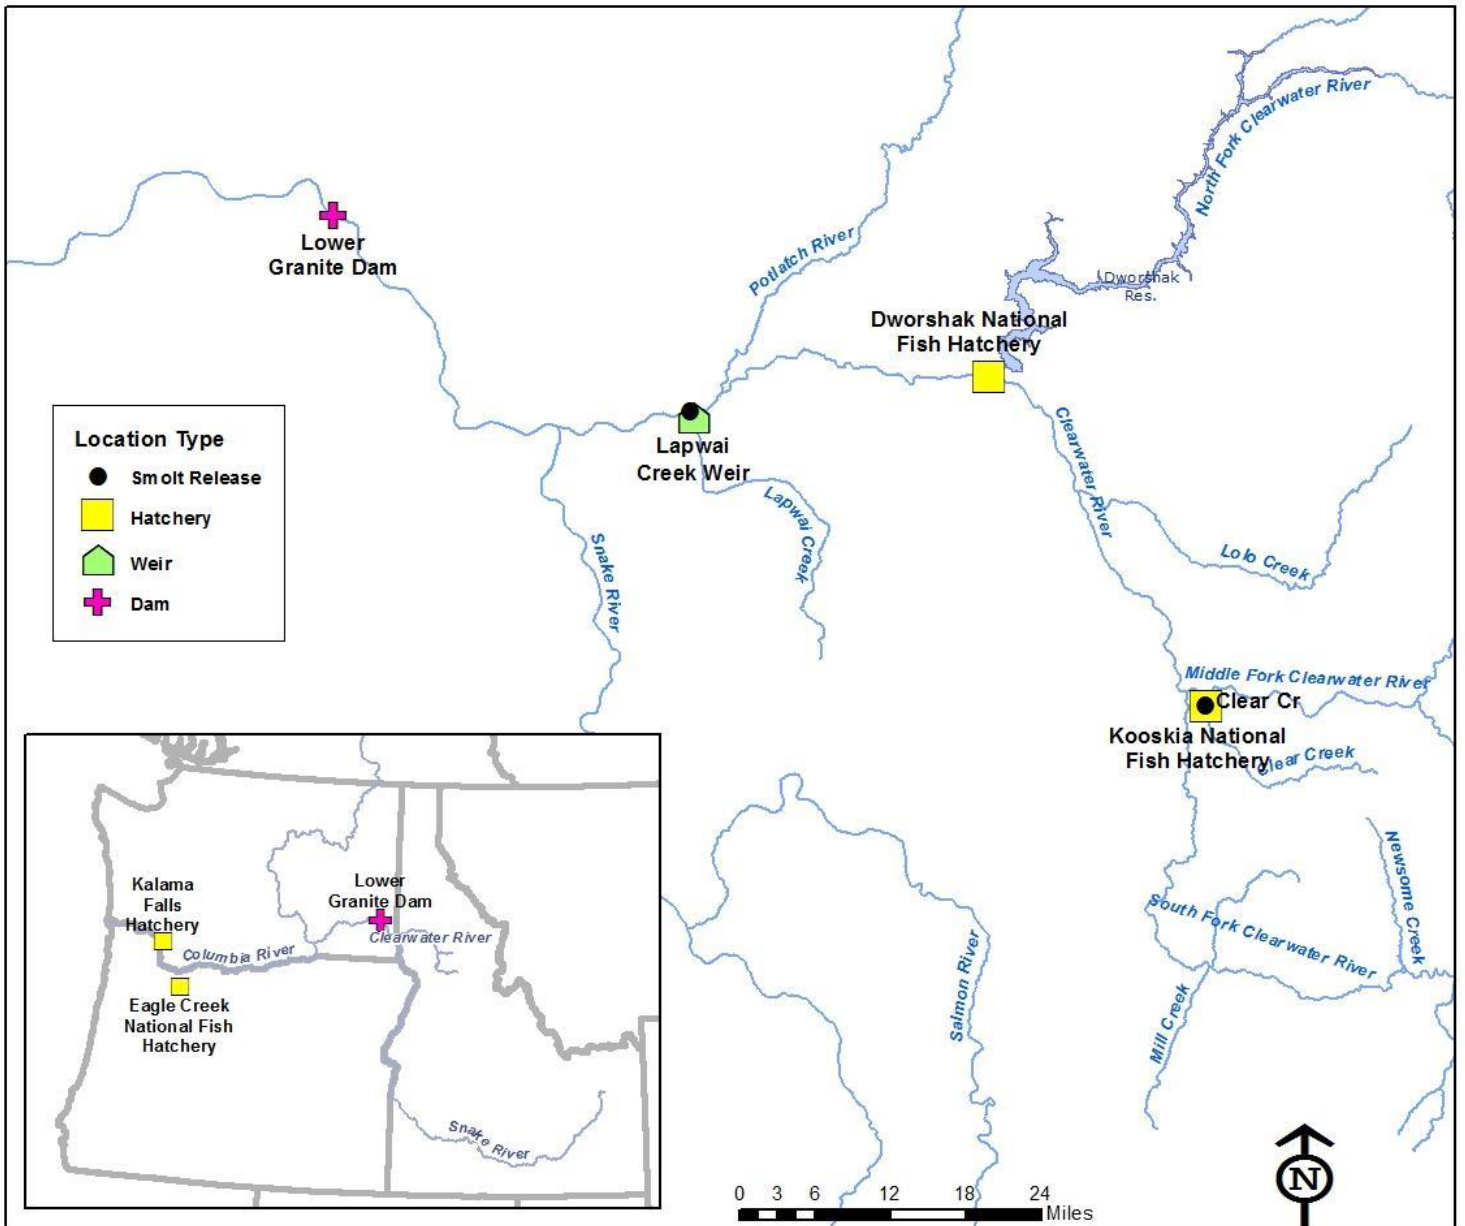 North Fork Clearwater River
Lower
Granite Dam
Potlatch River
Dworshak
Res.
Dworshak National
Fish Hatchery
Location Type
Smolt Release
Hatchery
Weir
Dam
Lapwai
Creek Weir
Lapwai Creek
Clearwater River
Lolo Creek
Snake River
Middle Fork Clearwater River
Clear Cr
Kooskia National
Fish Hatchery
Clear Creek
Newsome Creek
South Fork Clearwater River
Mill Creek
Salmon River
Kalama
Falls
Hatchery
Lower
Granite Dam
Clearwater River
Columbia River
Eagle Creek
National Fish
Hatchery
Snake River
0 3 6 12 18 24
Miles
N